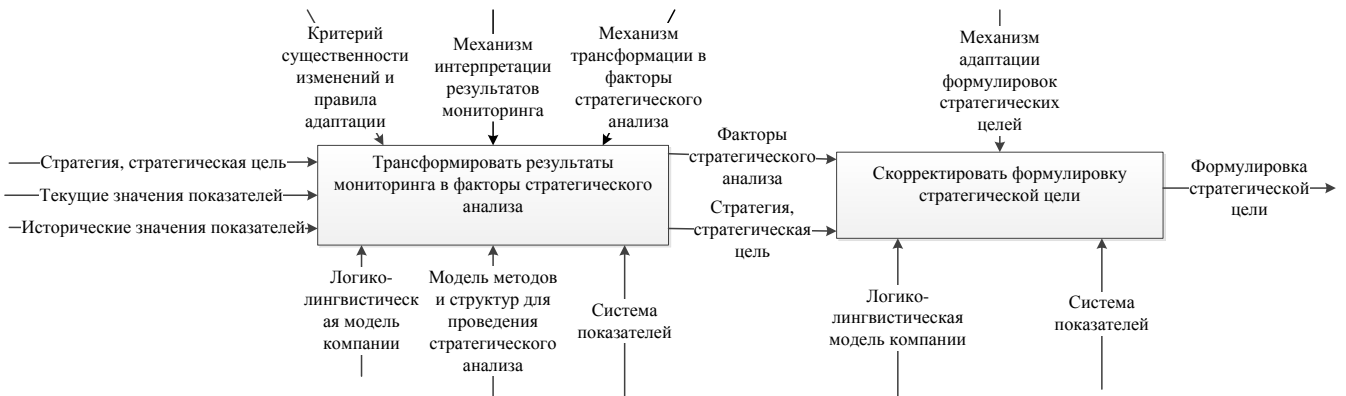 Критерий
существенности
изменений и
правила
адаптации
Механизм
интерпретации
результатов
мониторинга
Механизм
трансформации в
факторы
стратегического
анализа
Механизм
адаптации
формулировок
стратегических
целей
Стратегия, стратегическая цель
Текущие значения показателей
Исторические значения показателей
Трансформировать результаты
мониторинга в факторы стратегического
анализа
Факторы
стратегического
анализа
Стратегия,
стратегическая
цель
Скорректировать формулировку
стратегической цели
Формулировка
стратегической
цели
Логико-
лингвистическ
ая модель
компании
Модель методов
и структур для
проведения
стратегического
анализа
Система
показателей
Логико-
лингвистическая
модель компании
Система
показателей